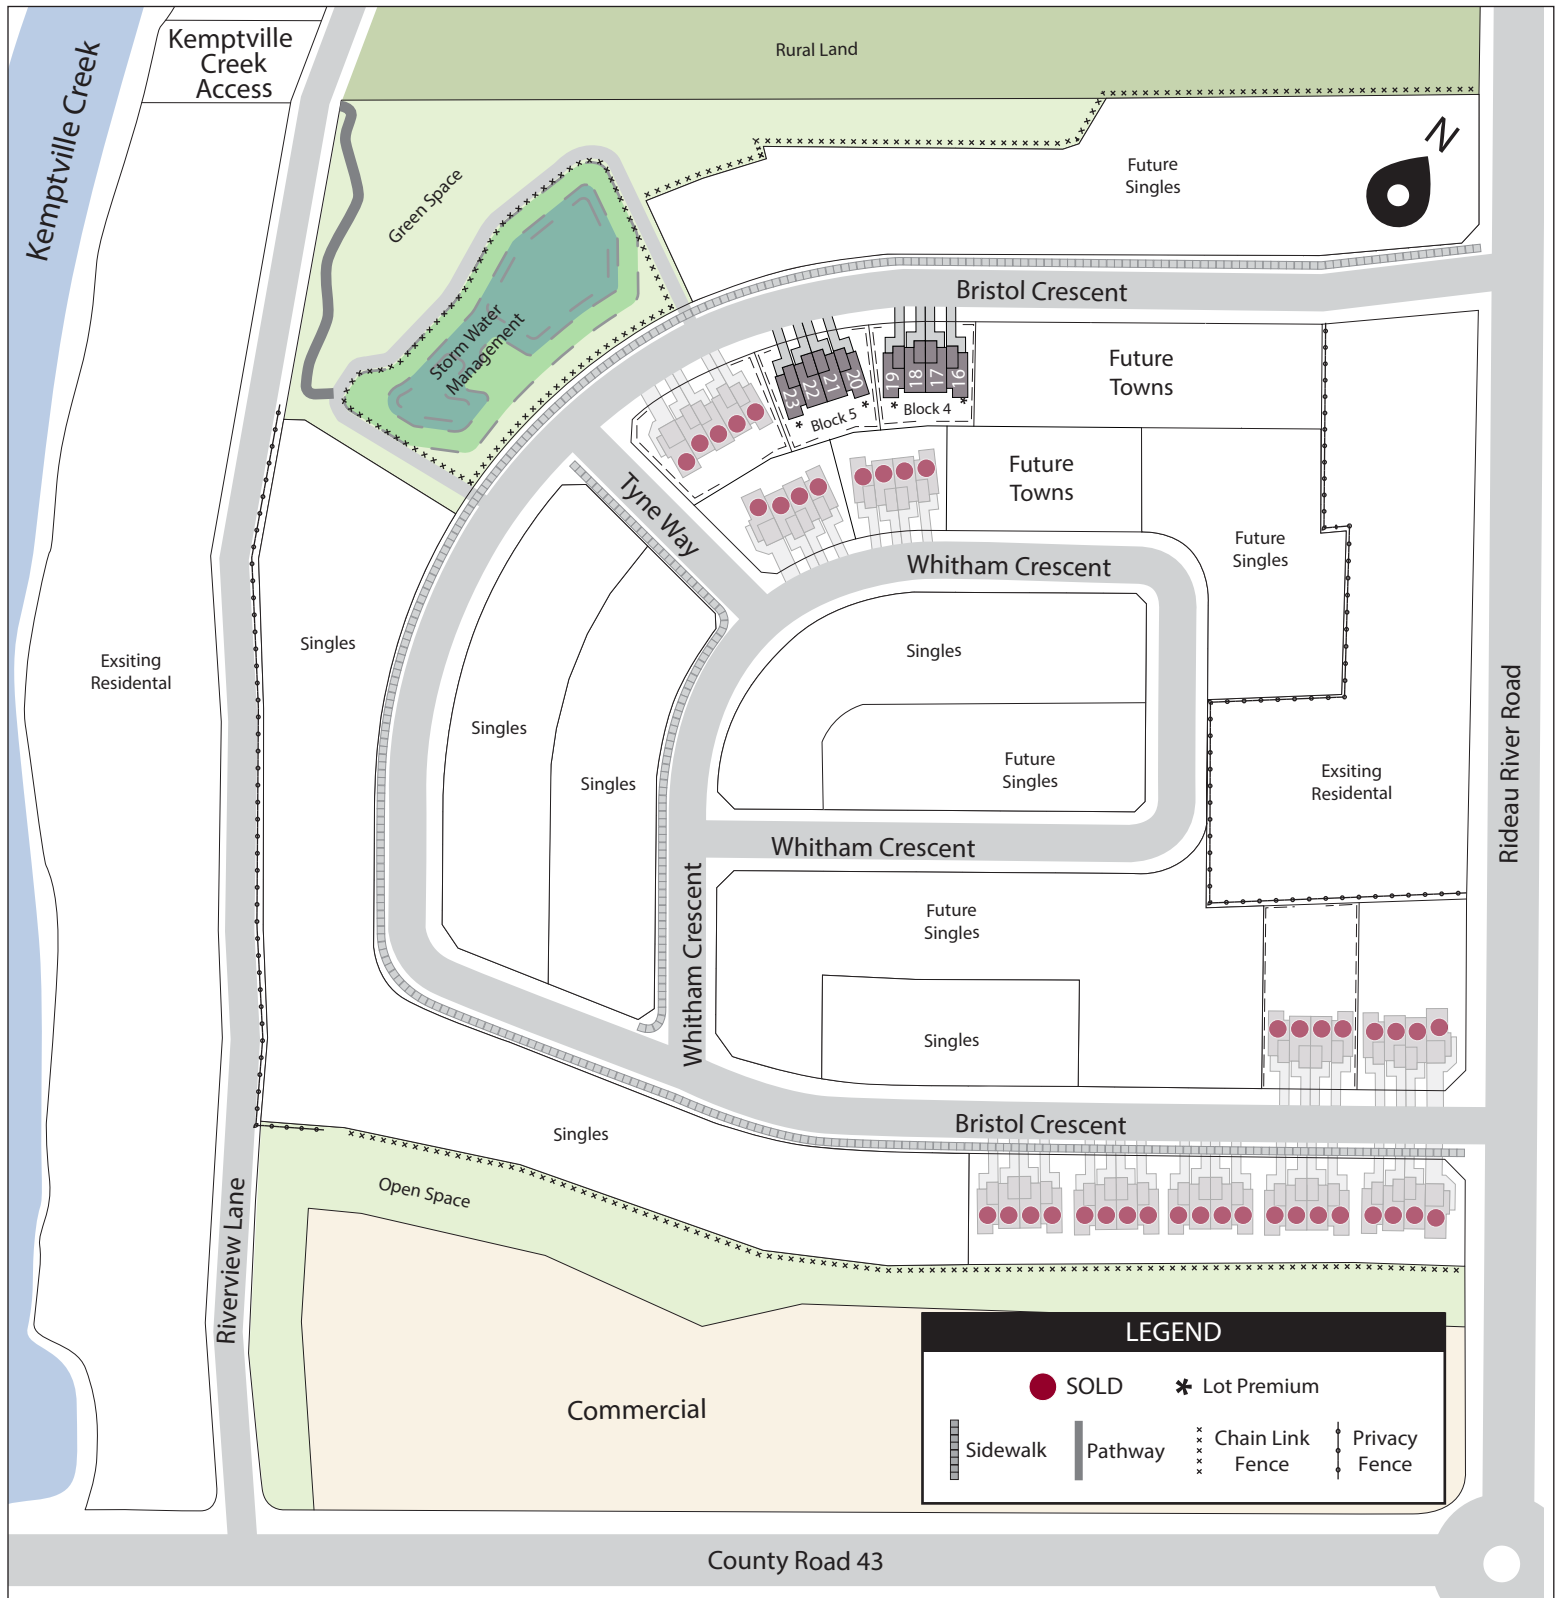 Kemptville Creek
Kemptville
Creek
Access
Rural Land
N
Green Space
Future
Singles
Storm Water
Management
Bristol Crescent
23
22
21
20
* Block 5 *
19
18
17
16
* Block 4 *
Future
Towns
Future
Towns
Tyne Way
Whitham Crescent
Future
Singles
Exsiting
Residental
Singles
Singles
Singles
Singles
Future
Singles
Exsiting
Residental
Rideau River Road
Whitham Crescent
Whitham Crescent
Future
Singles
Singles
Bristol Crescent
Singles
Open Space
Riverview Lane
Commercial
LEGEND
SOLD
* Lot Premium
Sidewalk
Pathway
Chain Link
Fence
Privacy
Fence
County Road 43